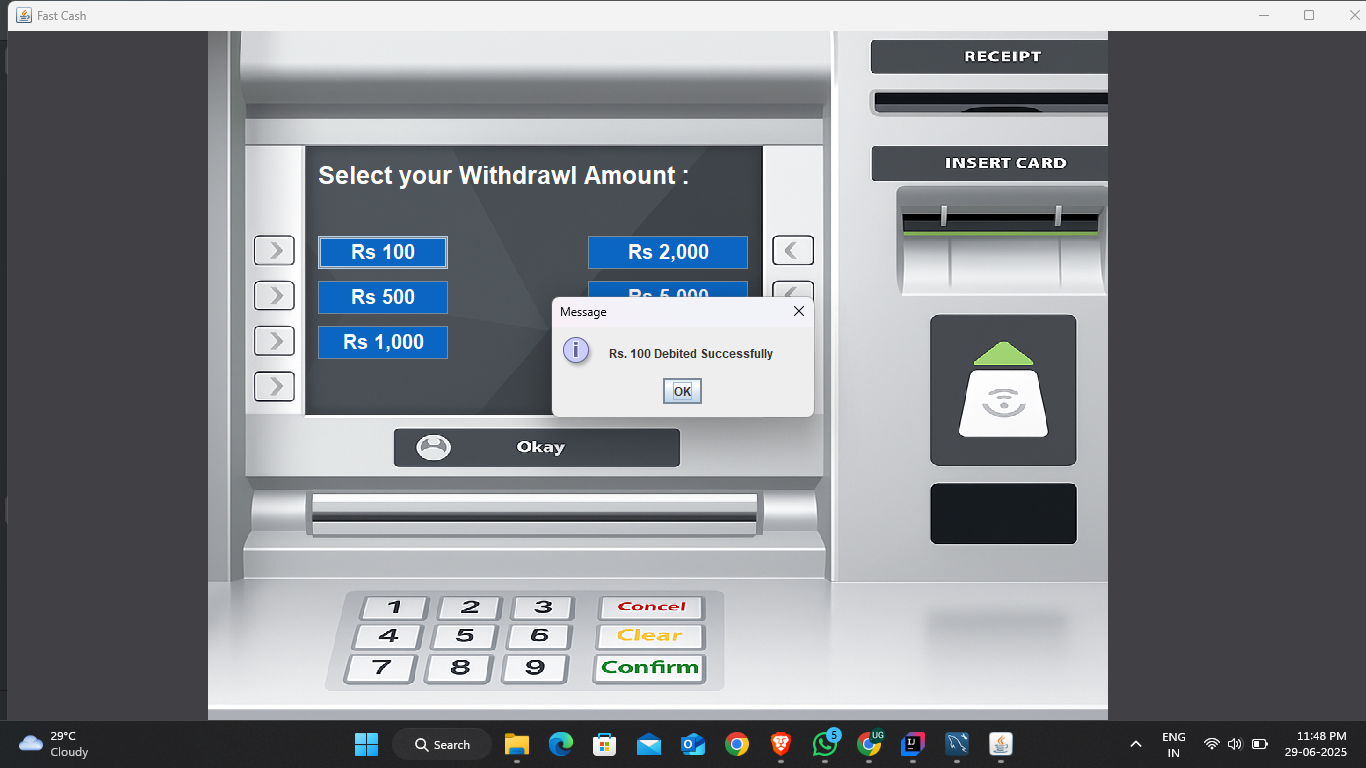 Fast Cash
RECEIPT
INSERT CARD
Select your Withdrawl Amount :
Rs 100
Rs 2,000
Rs 500
Rs 5,000
Rs 1,000
Message
i
Rs. 100 Debited Successfully
OK
Okay
1 2 3 Concel
4 5 6 Clear
7 8 9 Confirm
29°C
Cloudy
Search
5
UG
IJ
ENG
IN
11:48 PM
29-06-2025